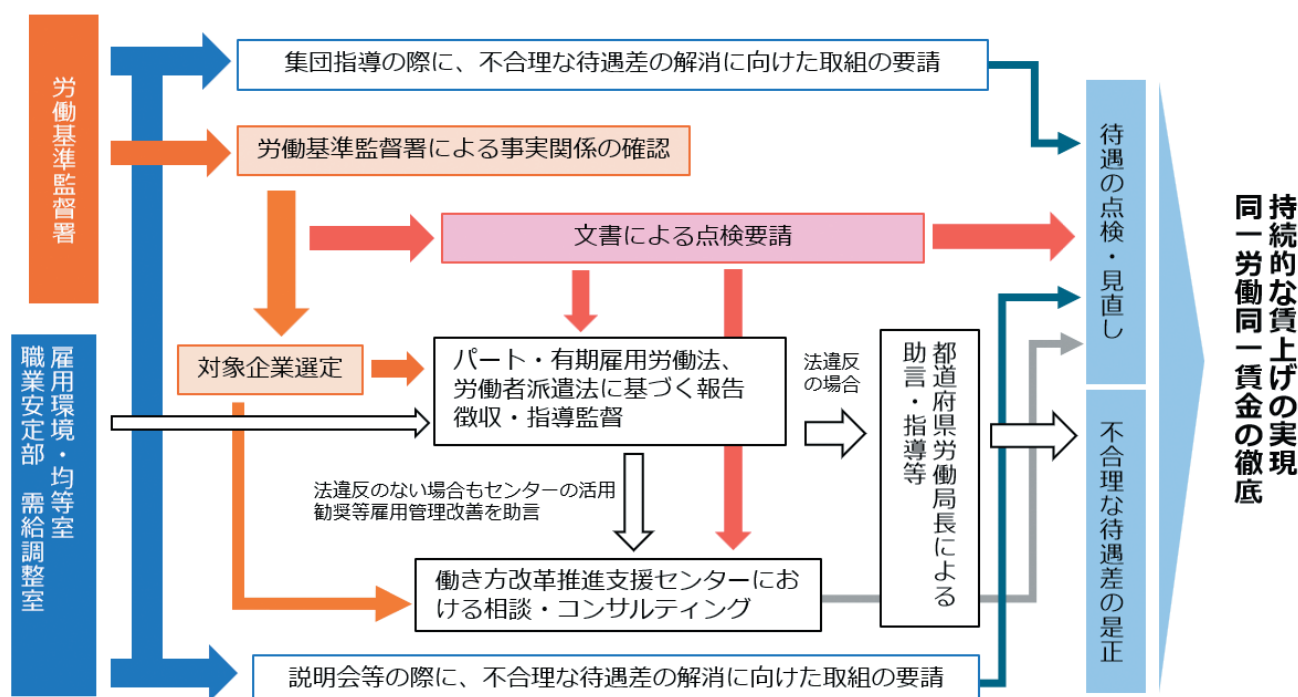 労働基準監督署
集団指導の際に、不合理な待遇差の解消に向けた取組の要請
労働基準監督署による事実関係の確認
文書による点検要請
雇用環境・均等室
職業安定部 需給調整室
対象企業選定
パート・有期雇用労働法、
労働者派遣法に基づく報告
徴収・指導監督
法違反
の場合
都道府県労働局長による
助言・指導等
法違反のない場合もセンターの活用
勧奨等雇用管理改善を助言
働き方改革推進支援センターにお
ける相談・コンサルティング
説明会等の際に、不合理な待遇差の解消に向けた取組の要請
待遇の点検・見直し
不合理な待遇差の是正
持続的な賃上げの実現
同一労働同一賃金の徹底